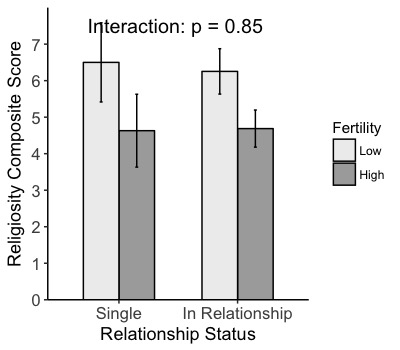 Interaction: p = 0.85
Religiosity Composite Score
7
6
5
4
3
2
1
0
Single
In Relationship
Relationship Status
Fertility
Low
High